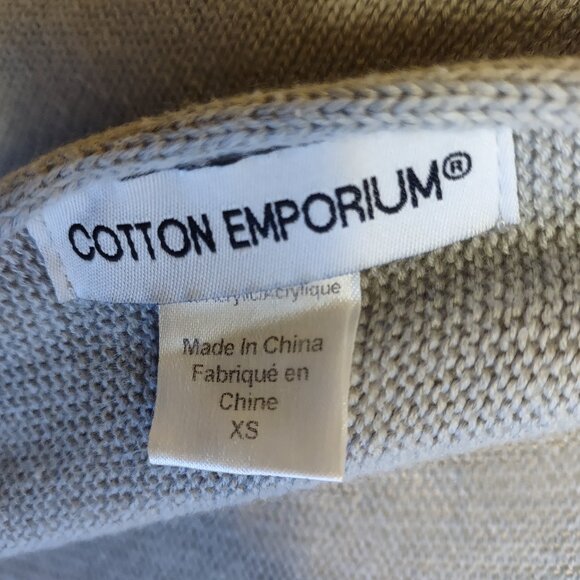 COTTON EMPORIUM®
Made In China
Fabriqué en
Chine
XS